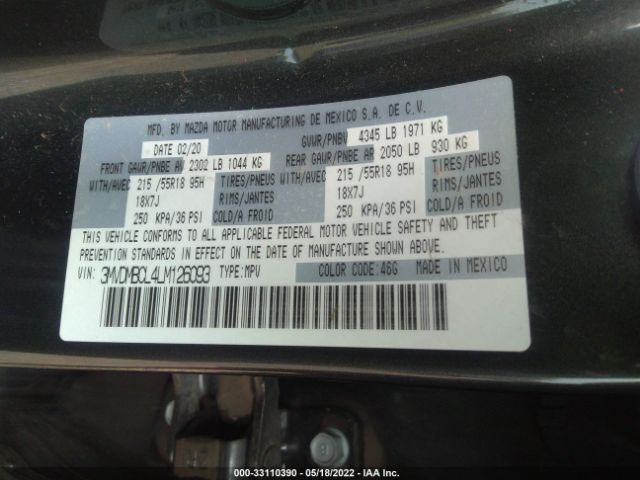 MFD. BY MAZDA MOTOR MANUFACTURING DE MEXICO S.A. DE C.V.
DATE 02/20 GVWR/PNBV 4345 LB 1971 KG
FRONT GAWR/PNBE AV 2302 LB 1044 KG REAR GAWR/PNBE AR 2050 LB 930 KG
WITH/AVEC 215 /55R18 95H TIRES/PNEUS WITH/AVEC 215 /55R18 95H TIRES/PNEUS
18X7J RIMS/JANTES 18X7J RIMS/JANTES
250 KPA/36 PSI COLD/A FROID 250 KPA/36 PSI COLD/A FROID
THIS VEHICLE CONFORMS TO ALL APPLICABLE FEDERAL MOTOR VEHICLE SAFETY AND THEFT
PREVENTION STANDARDS IN EFFECT ON THE DATE OF MANUFACTURE SHOWN ABOVE.
VIN: 3MVDMBCL4LM126093 TYPE: MPV COLOR CODE: 46G MADE IN MEXICO
000-33110390 - 05/18/2022 - IAA Inc.